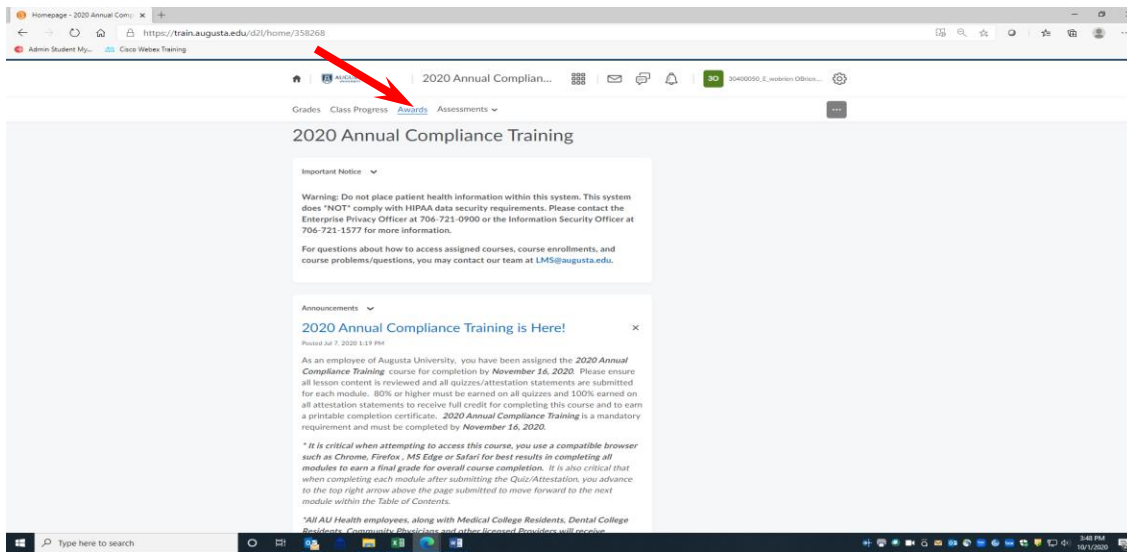 Homepage - 2020 Annual Comp
https://train.augusta.edu/d2l/home/358268
Admin Student My... Cisco Webex Training
2020 Annual Complian... 30 30400050_E_wobrien OBrien...
Grades Class Progress Awards Assessments
2020 Annual Compliance Training
Important Notice
Warning: Do not place patient health information within this system. This system
does *NOT* comply with HIPAA data security requirements. Please contact the
Enterprise Privacy Officer at 706-721-0900 or the Information Security Officer at
706-721-1577 for more information.
For questions about how to access assigned courses, course enrollments, and
course problems/questions, you may contact our team at LMS@augusta.edu.
Announcements
2020 Annual Compliance Training is Here!
Posted Jul 7, 2020 1:19 PM
As an employee of Augusta University, you have been assigned the 2020 Annual
Compliance Training course for completion by November 16, 2020. Please ensure
all lesson content is reviewed and all quizzes/attestation statements are submitted
for each module. 80% or higher must be earned on all quizzes and 100% earned on
all attestation statements to receive full credit for completing this course and to earn
a printable completion certificate. 2020 Annual Compliance Training is a mandatory
requirement and must be completed by November 16, 2020.
* It is critical when attempting to access this course, you use a compatible browser
such as Chrome, Firefox , MS Edge or Safari for best results in completing all
modules to earn a final grade for overall course completion. It is also critical that
when completing each module after submitting the Quiz/Attestation, you advance
to the top right arrow above the page submitted to move forward to the next
module within the Table of Contents.
*All AU Health employees, along with Medical College Residents, Dental College
Residents, Community Physicians and other licensed Providers will receive
Type here to search
3:48 PM
10/1/2020